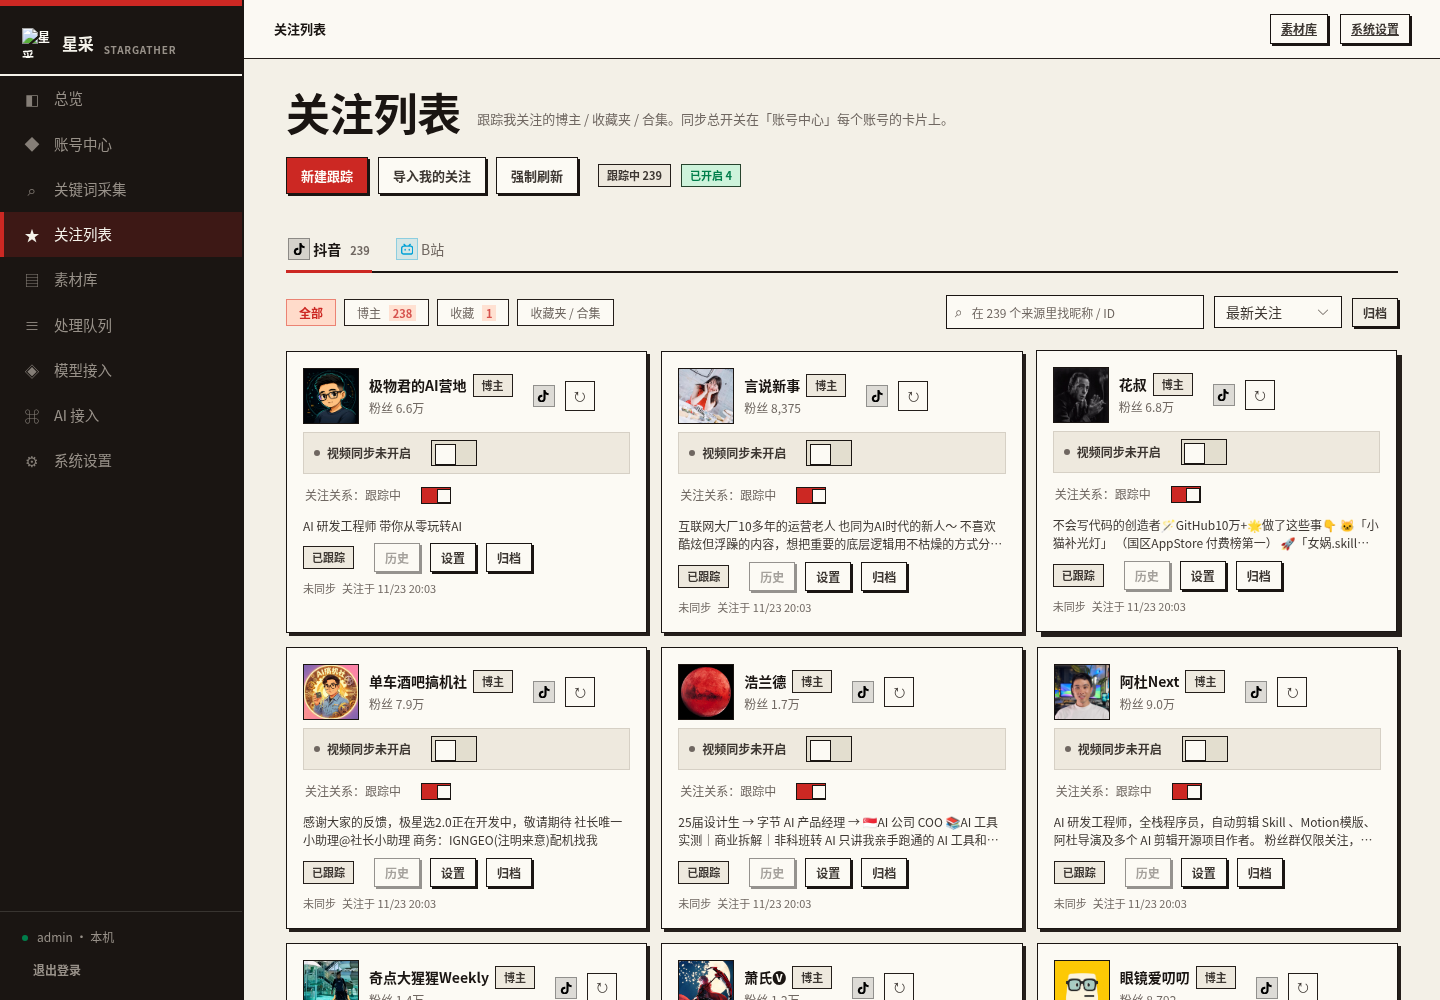 星采
星采 STARGATHER
总览
账号中心
关键词采集
关注列表
素材库
处理队列
模型接入
AI 接入
系统设置
admin · 本机
退出登录
关注列表
素材库
系统设置
关注列表 跟踪我关注的博主 / 收藏夹 / 合集。同步总开关在「账号中心」每个账号的卡片上。
新建跟踪 导入我的关注 强制刷新 跟踪中 239 已开启 4
抖音 239 B站
全部 博主 238 收藏 1 收藏夹 / 合集
在 239 个来源里找昵称 / ID 最新关注 归档
极物君的AI营地 博主
粉丝 6.6万
视频同步未开启
关注关系：跟踪中
AI 研发工程师 带你从零玩转AI
已跟踪 历史 设置 归档
未同步 关注于 11/23 20:03
言说新事 博主
粉丝 8,375
视频同步未开启
关注关系：跟踪中
互联网大厂10多年的运营老人 也同为AI时代的新人～ 不喜欢
酷炫但浮躁的内容，想把重要的底层逻辑用不枯燥的方式分…
已跟踪 历史 设置 归档
未同步 关注于 11/23 20:03
花叔 博主
粉丝 6.8万
视频同步未开启
关注关系：跟踪中
不会写代码的创造者🪄GitHub10万+🌟做了这些事👇 🐱「小
猫补光灯」（国区AppStore 付费榜第一） 🚀「女娲.skill…
已跟踪 历史 设置 归档
未同步 关注于 11/23 20:03
单车酒吧搞机社 博主
粉丝 7.9万
视频同步未开启
关注关系：跟踪中
感谢大家的反馈，极星选2.0正在开发中，敬请期待 社长唯一
小助理@社长小助理 商务：IGNGEO(注明来意)配机找我
已跟踪 历史 设置 归档
未同步 关注于 11/23 20:03
浩兰德 博主
粉丝 1.7万
视频同步未开启
关注关系：跟踪中
25届设计生 → 字节 AI 产品经理 → 🇸🇬AI 公司 COO 📚AI 工具
实测｜商业拆解｜非科班转 AI 只讲我亲手跑通的 AI 工具和…
已跟踪 历史 设置 归档
未同步 关注于 11/23 20:03
阿杜Next 博主
粉丝 9.0万
视频同步未开启
关注关系：跟踪中
AI 研发工程师，全栈程序员，自动剪辑 Skill 、Motion模版、
阿杜导演及多个 AI 剪辑开源项目作者。 粉丝群仅限关注，…
已跟踪 历史 设置 归档
未同步 关注于 11/23 20:03
奇点大猩猩Weekly 博主
粉丝 1.4万
萧氏🅥 博主
粉丝 1.2万
眼镜爱叨叨 博主